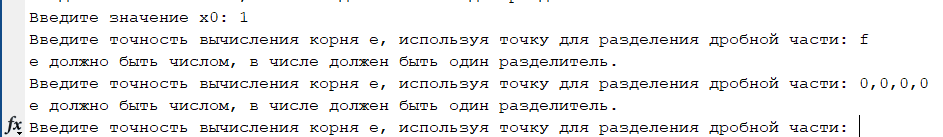 Введите значение x0: 1
Введите точность вычисления корня e, используя точку для разделения дробной части: f
e должно быть числом, в числе должен быть один разделитель.
Введите точность вычисления корня e, используя точку для разделения дробной части: 0,0,0,0
e должно быть числом, в числе должен быть один разделитель.
fx Введите точность вычисления корня e, используя точку для разделения дробной части: